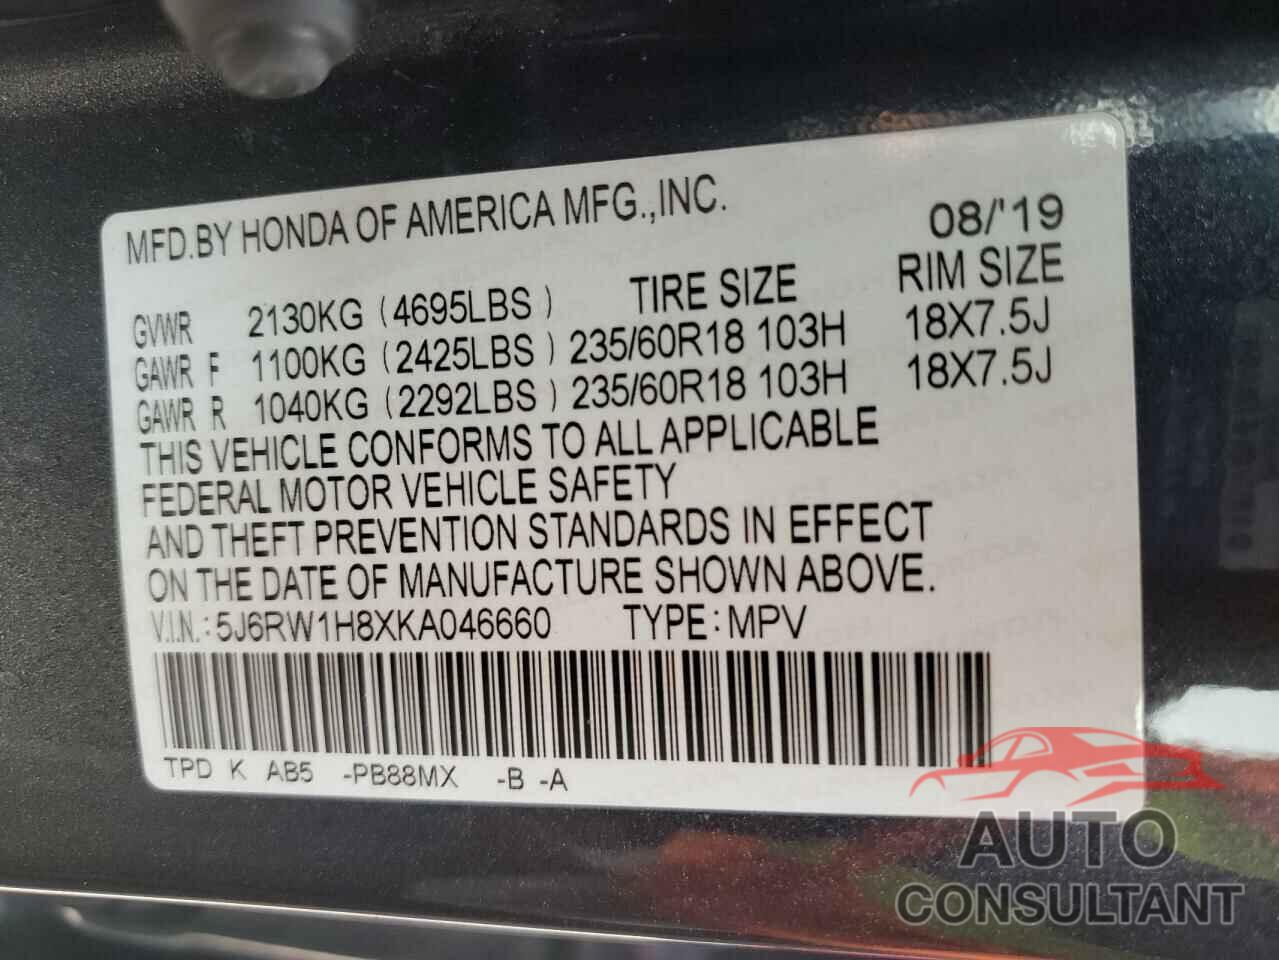 MFD.BY HONDA OF AMERICA MFG.,INC. 08/'19
GVWR 2130KG (4695LBS) TIRE SIZE RIM SIZE
GAWR F 1100KG (2425LBS) 235/60R18 103H 18X7.5J
GAWR R 1040KG (2292LBS) 235/60R18 103H 18X7.5J
THIS VEHICLE CONFORMS TO ALL APPLICABLE
FEDERAL MOTOR VEHICLE SAFETY
AND THEFT PREVENTION STANDARDS IN EFFECT
ON THE DATE OF MANUFACTURE SHOWN ABOVE.
V.I.N.: 5J6RW1H8XKA046660 TYPE: MPV
TPD K AB5 -PB88MX -B -A
AUTO
CONSULTANT